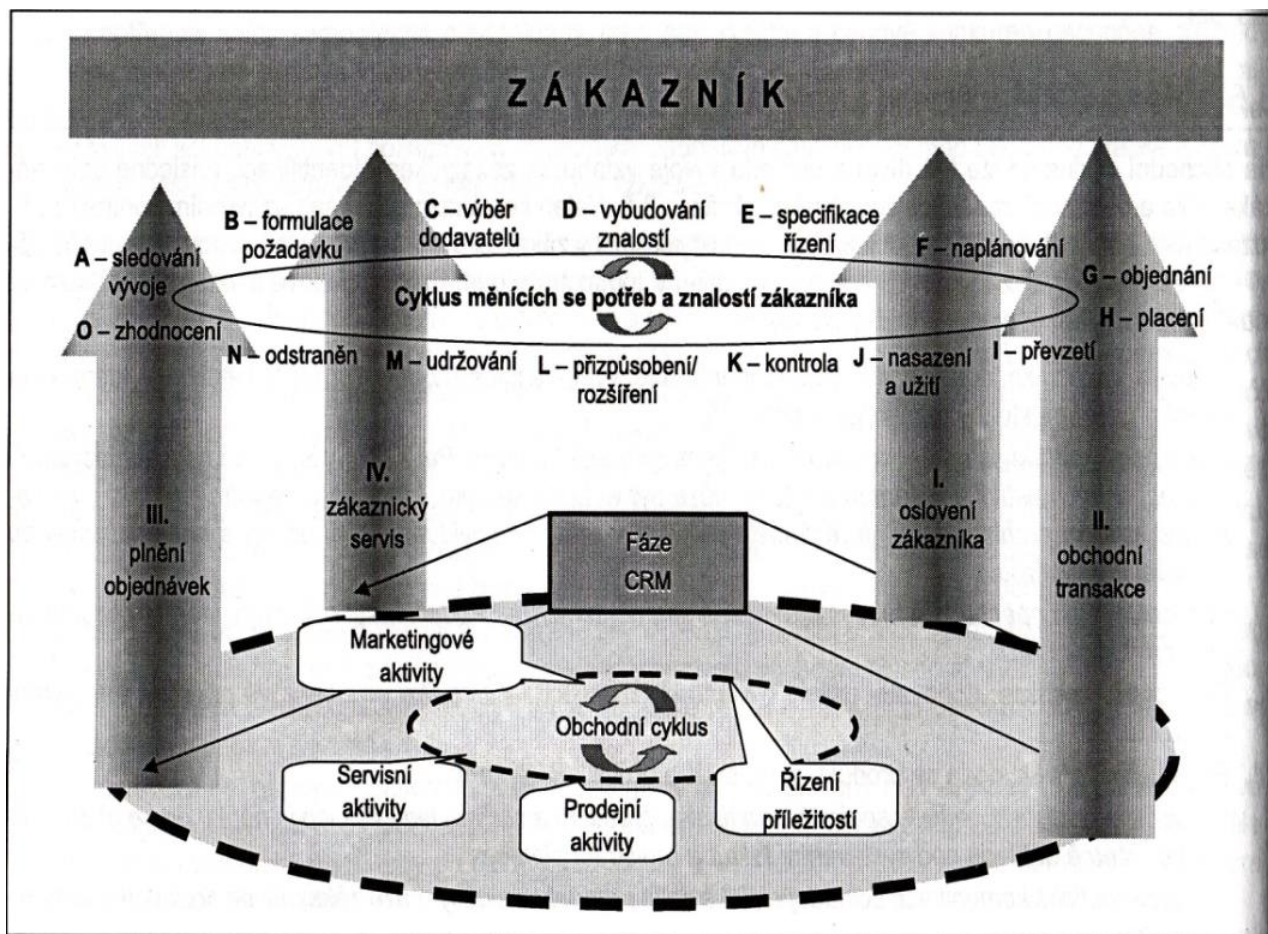 ZÁKAZNÍK
B – formulace
požadavku
C – výběr
dodavatelů
D – vybudování
znalostí
E – specifikace
řízení
F – naplánování
A – sledování
vývoje
G – objednání
Cyklus měnících se potřeb a znalostí zákazníka
H – placení
O – zhodnocení
N – odstraněn
M – udržování
L – přizpůsobení/
rozšíření
K – kontrola
J – nasazení
a užití
I – převzetí
III.
plnění
objednávek
IV.
zákaznický
servis
Fáze
CRM
I.
oslovení
zákazníka
II.
obchodní
transakce
Marketingové
aktivity
Obchodní cyklus
Servisní
aktivity
Prodejní
aktivity
Řízení
příležitostí